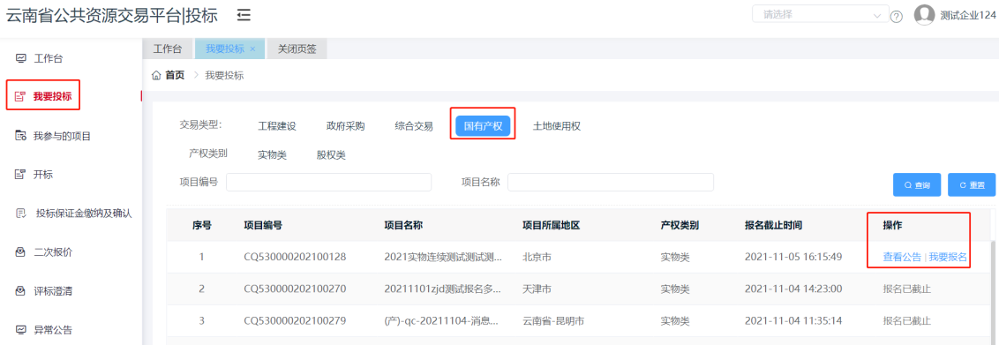 云南省公共资源交易平台|投标
请选择
测试企业124
工作台
我要投标
我参与的项目
开标
投标保证金缴纳及确认
二次报价
评标澄清
异常公告
工作台 我要投标 × 关闭页签
首页 > 我要投标
交易类型: 工程建设 政府采购 综合交易 国有产权 土地使用权
产权类别 实物类 股权类
项目编号 项目名称 查询 重置
序号 项目编号 项目名称 项目所属地区 产权类别 报名截止时间 操作
1 CQ530000202100128 2021实物连续测试测试测... 北京市 实物类 2021-11-05 16:15:49 查看公告 | 我要报名
2 CQ530000202100270 20211101zjd测试报名多... 天津市 实物类 2021-11-04 14:23:00 报名已截止
3 CQ530000202100279 (产)-qc-20211104-消息... 云南省-昆明市 实物类 2021-11-04 11:35:14 报名已截止